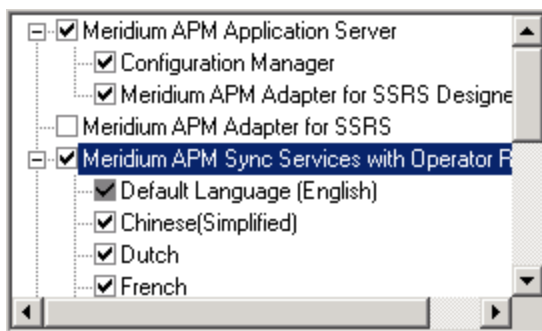 Meridium APM Application Server
Configuration Manager
Meridium APM Adapter for SSRS Designe
Meridium APM Adapter for SSRS
Meridium APM Sync Services with Operator R
Default Language (English)
Chinese(Simplified)
Dutch
French